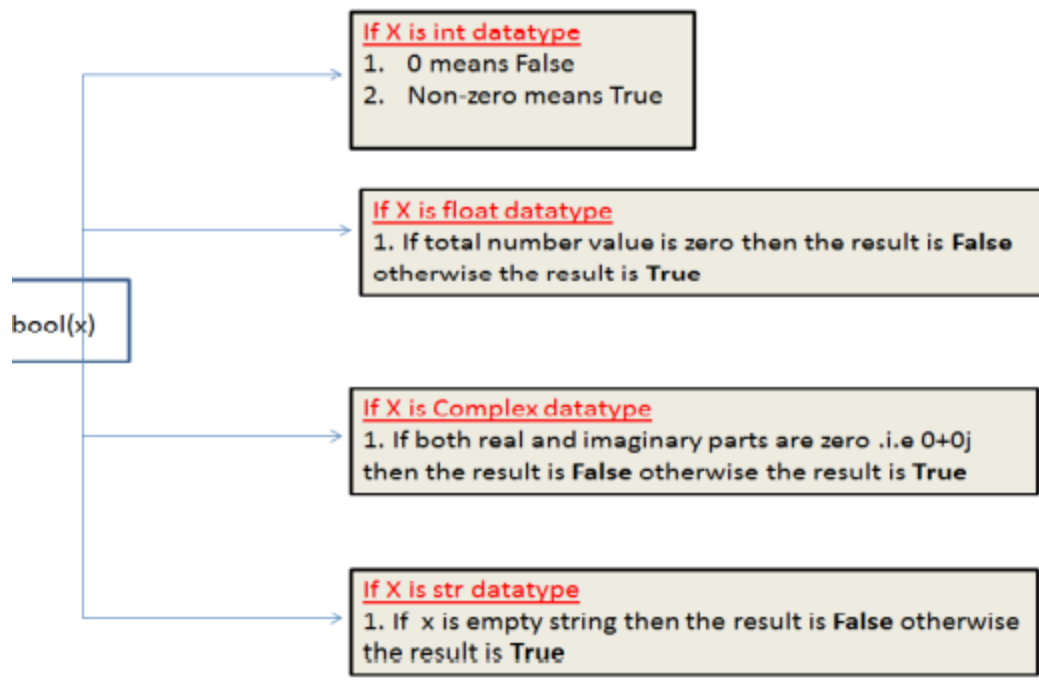 If X is int datatype
1. 0 means False
2. Non-zero means True
If X is float datatype
1. If total number value is zero then the result is False
otherwise the result is True
bool(x)
If X is Complex datatype
1. If both real and imaginary parts are zero .i.e 0+0j
then the result is False otherwise the result is True
If X is str datatype
1. If x is empty string then the result is False otherwise
the result is True